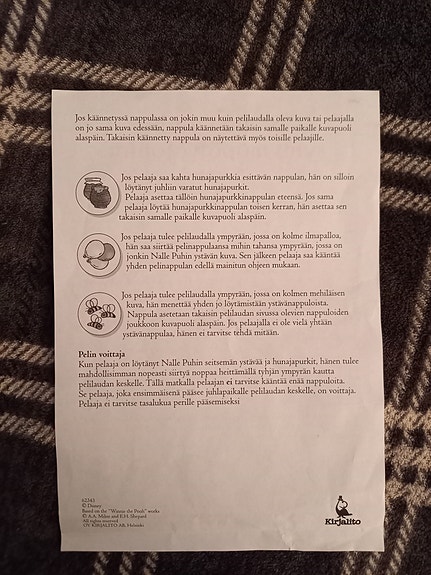 Jos käännetyssä nappulassa on jokin muu kuin pelilaudalla oleva kuva tai pelaajalla
on jo sama kuva edessään, nappula käännetään takaisin samalle paikalle kuvapuoli
alaspäin. Takaisin käännetty nappula on näytettävä myös toisille pelaajille.
Jos pelaaja saa kahta hunajapurkkia esittävän nappulan, hän on silloin
löytänyt juhliin varatut hunajapurkit.
Pelaaja asettaa tällöin hunajapurkkinappulan eteensä. Jos sama
pelaaja löytää hunajapurkkinappulan toisen kerran, hän asettaa sen
takaisin samalle paikalle kuvapuoli alaspäin.
Jos pelaaja tulee pelilaudalla ympyrään, jossa on kolme ilmapalloa,
hän saa siirtää pelinappulaansa mihin tahansa ympyrään, jossa on
jonkin Nalle Puhin ystävän kuva. Sen jälkeen pelaaja saa kääntää
yhden pelinappulan edellä mainitun ohjeen mukaan.
Jos pelaaja tulee pelilaudalla ympyrään, jossa on kolmen mehiläisen
kuva, hän menettää yhden jo löytämistään ystävänappuloista.
Nappula asetetaan takaisin pelilaudan sivussa olevien nappuloiden
joukkoon kuvapuoli alaspäin. Jos pelaajalla ei ole vielä yhtään
ystävänappulaa, hänen ei tarvitse tehdä mitään.
Pelin voittaja
Kun pelaaja on löytänyt Nalle Puhin seitsemän ystävää ja hunajapurkit, hänen tulee
mahdollisimman nopeasti siirtyä noppaa heittämällä tyhjän ympyrän kautta
pelilaudan keskelle. Tällä matkalla pelaajan ei tarvitse kääntää enää nappuloita.
Se pelaaja, joka ensimmäisenä pääsee juhlapaikalle pelilaudan keskelle, on voittaja.
Pelaaja ei tarvitse tasalukua perille pääsemiseksi
62345
© Disney
Based on the "Winnie the Pooh" works
© A.A. Milne and E.H. Shepard
All rights reserved
OY KIRJALITO AB, Helsinki
Kirjalito